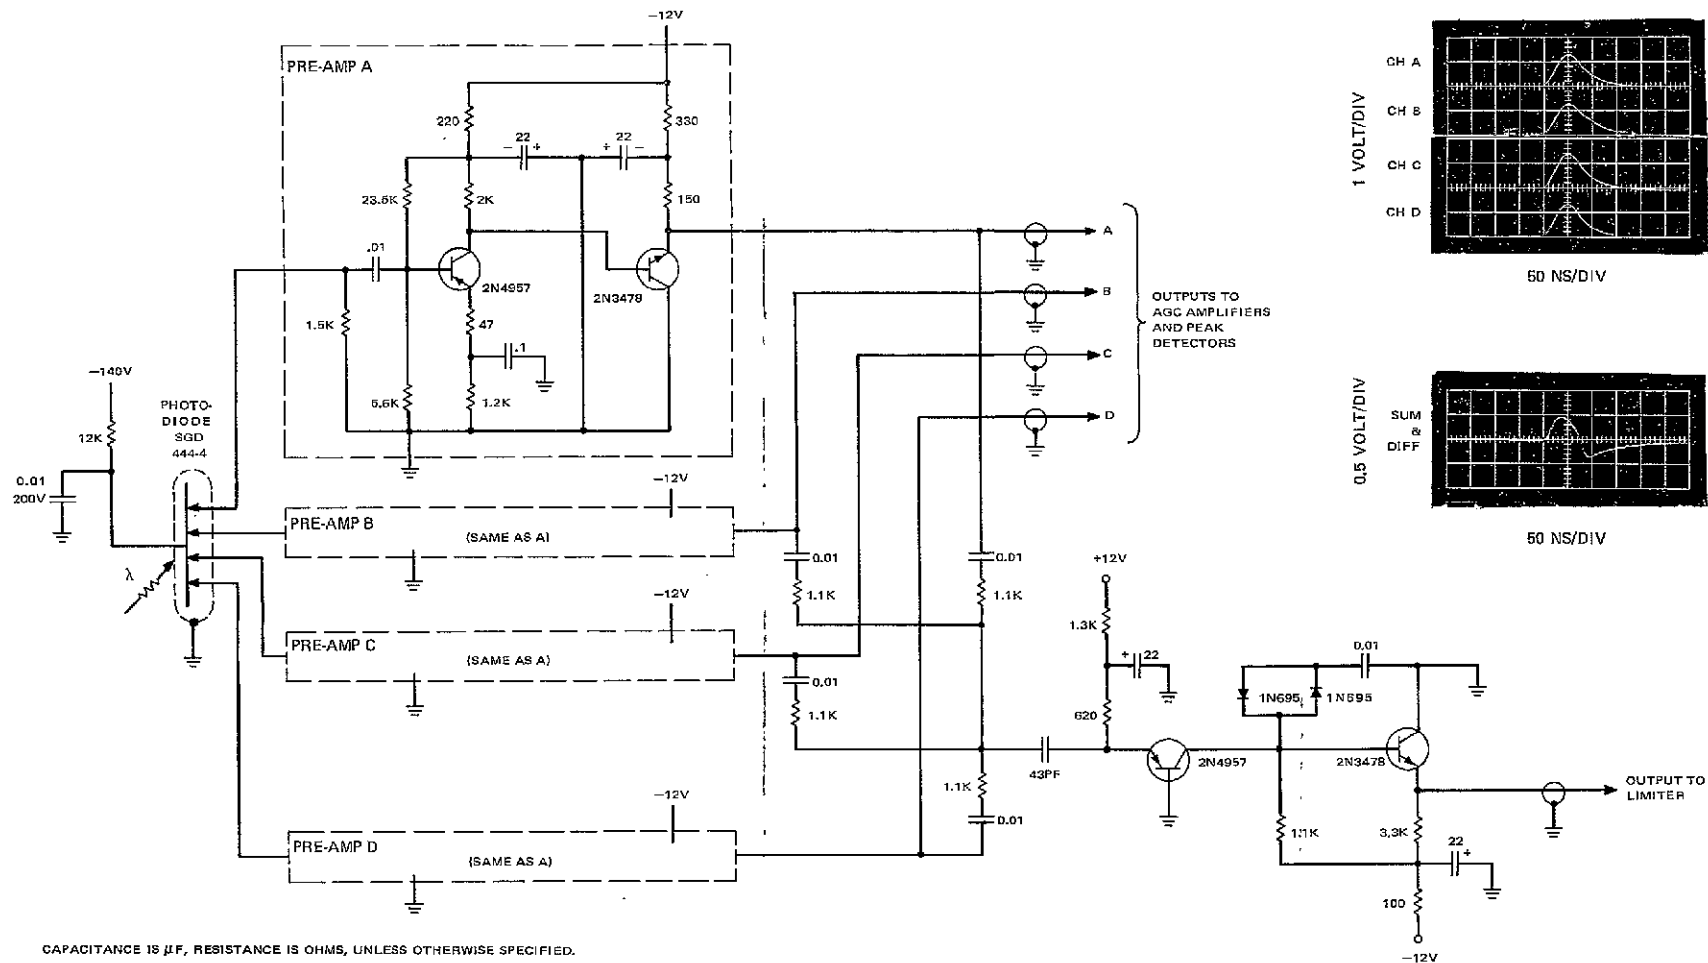 −12V
PRE-AMP A
220
330
22
22
− +
+ −
23.5K
2K
150
.01
2N4957
2N3478
1.5K
47
.1
5.6K
1.2K
−140V
PHOTO-
DIODE
SGD
444-4
12K
0.01
200V
λ
A
B
C
D
OUTPUTS TO
AGC AMPLIFIERS
AND PEAK
DETECTORS
CH A
CH B
CH C
CH D
1 VOLT/DIV
50 NS/DIV
SUM
&
DIFF
0.5 VOLT/DIV
50 NS/DIV
−12V
PRE-AMP B
(SAME AS A)
0.01
1.1K
0.01
1.1K
−12V
PRE-AMP C
(SAME AS A)
0.01
1.1K
+12V
1.3K
+ 22
620
43PF
2N4957
0.01
1N695
1N695
2N3478
OUTPUT TO
LIMITER
1.1K
0.01
−12V
PRE-AMP D
(SAME AS A)
1.1K
3.3K
22
+
100
−12V
CAPACITANCE IS μF, RESISTANCE IS OHMS, UNLESS OTHERWISE SPECIFIED.